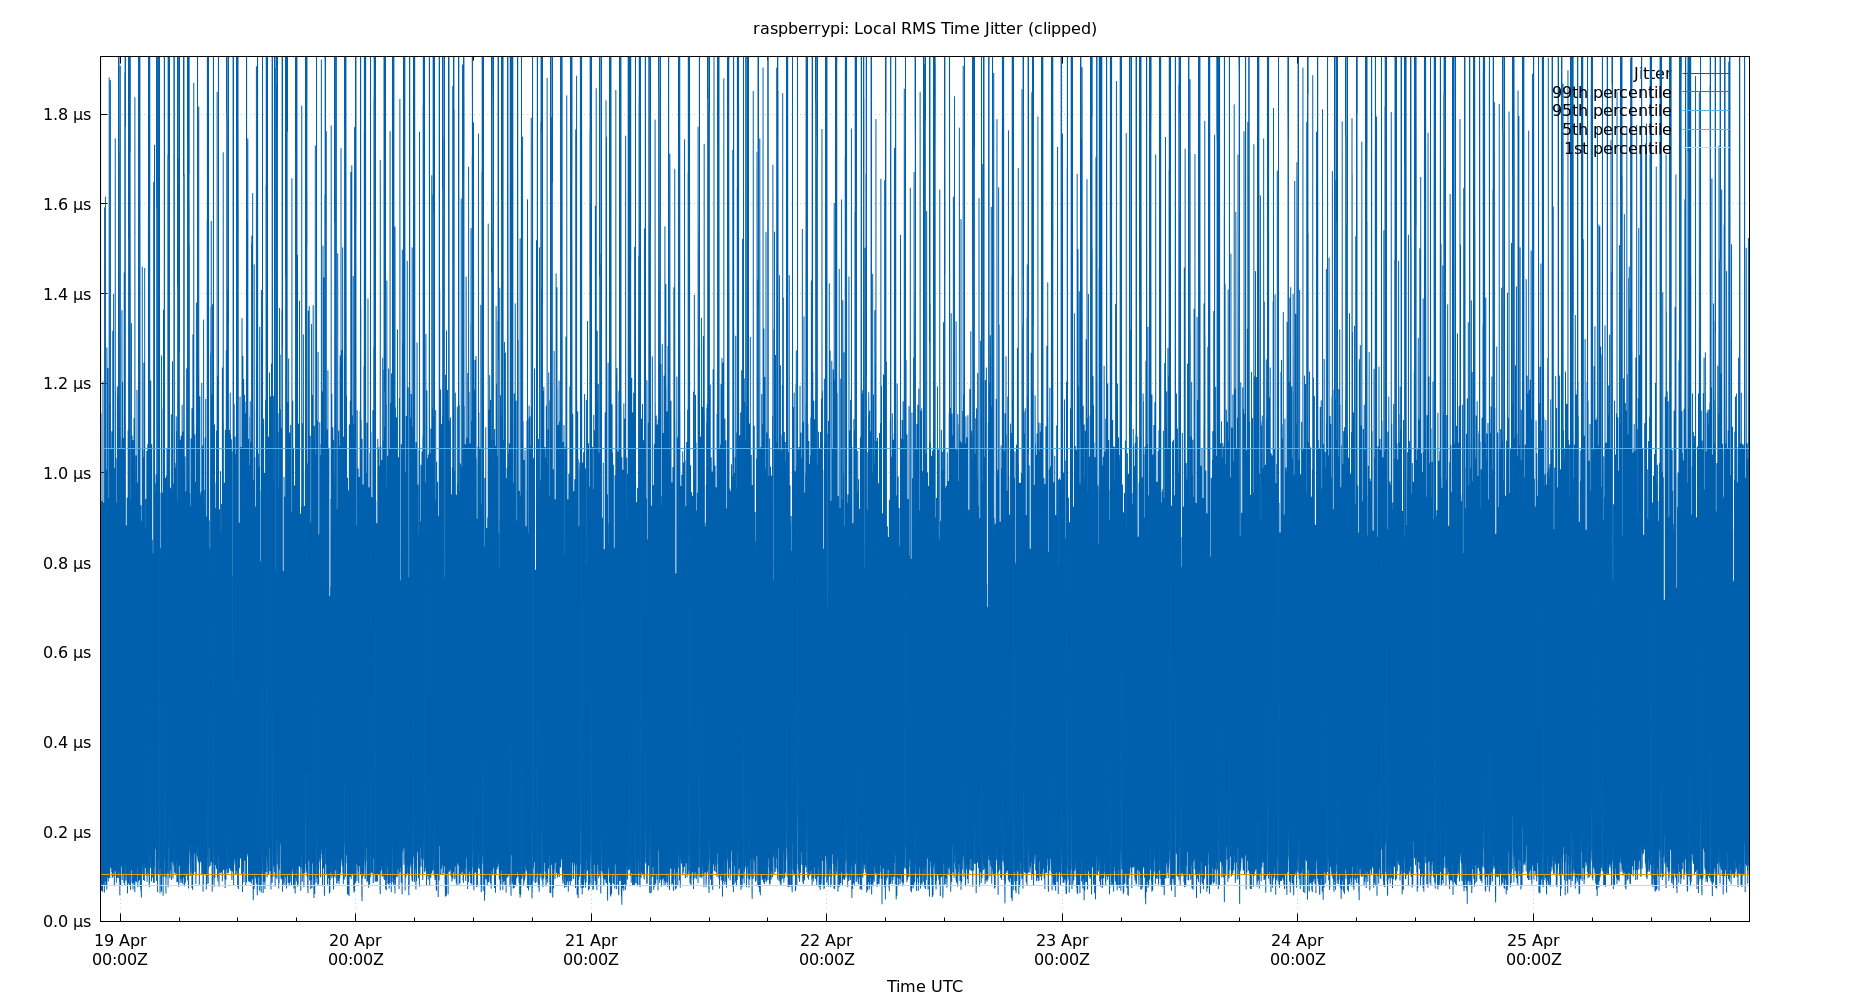 raspberrypi: Local RMS Time Jitter (clipped)
Jitter
99th percentile
95th percentile
5th percentile
1st percentile
1.8 µs
1.6 µs
1.4 µs
1.2 µs
1.0 µs
0.8 µs
0.6 µs
0.4 µs
0.2 µs
0.0 µs
19 Apr 20 Apr 21 Apr 22 Apr 23 Apr 24 Apr 25 Apr
00:00Z 00:00Z 00:00Z 00:00Z 00:00Z 00:00Z 00:00Z
Time UTC